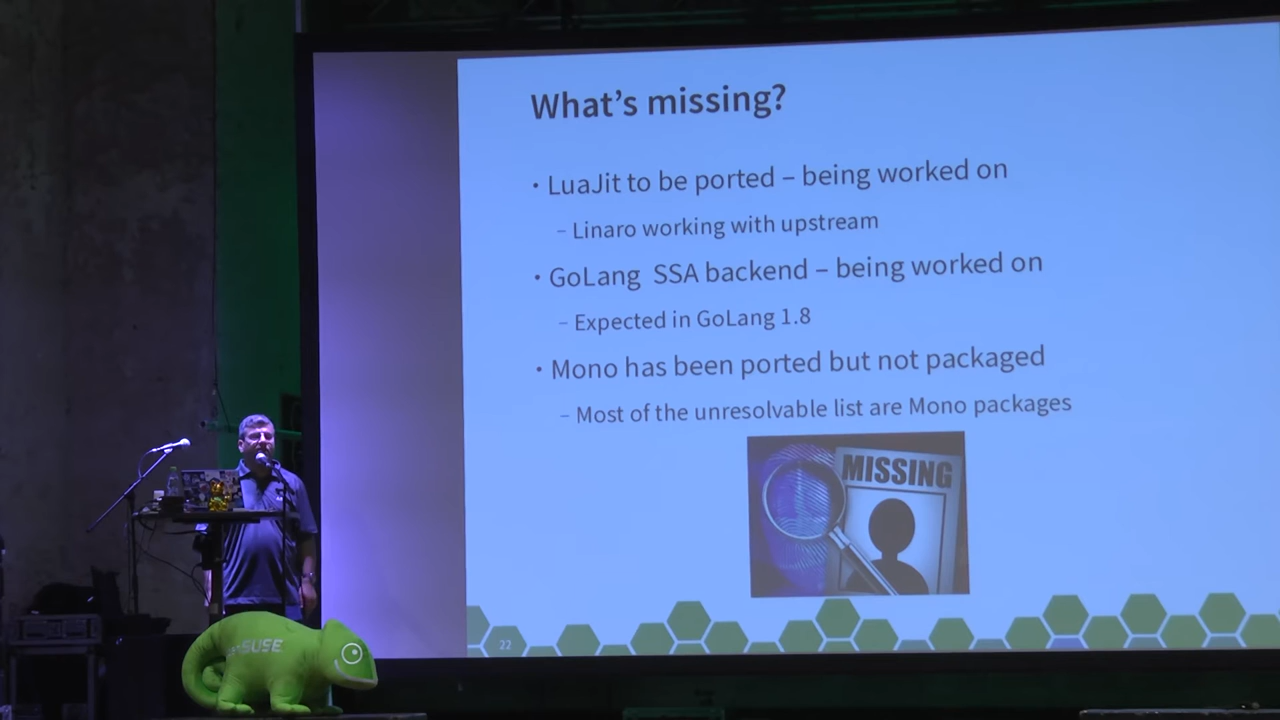 What's missing?
• LuaJit to be ported – being worked on
– Linaro working with upstream
• GoLang SSA backend – being worked on
– Expected in GoLang 1.8
• Mono has been ported but not packaged
– Most of the unresolvable list are Mono packages
MISSING
22
SUSE